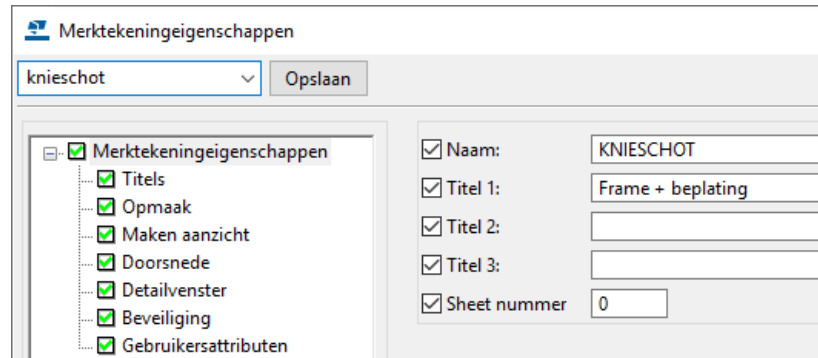 Merktekeningeigenschappen
knieschot Opslaan
Merktekeningeigenschappen
Titels
Opmaak
Maken aanzicht
Doorsnede
Detailvenster
Beveiliging
Gebruikersattributen
Naam: KNIESCHOT
Titel 1: Frame + beplating
Titel 2:
Titel 3:
Sheet nummer 0